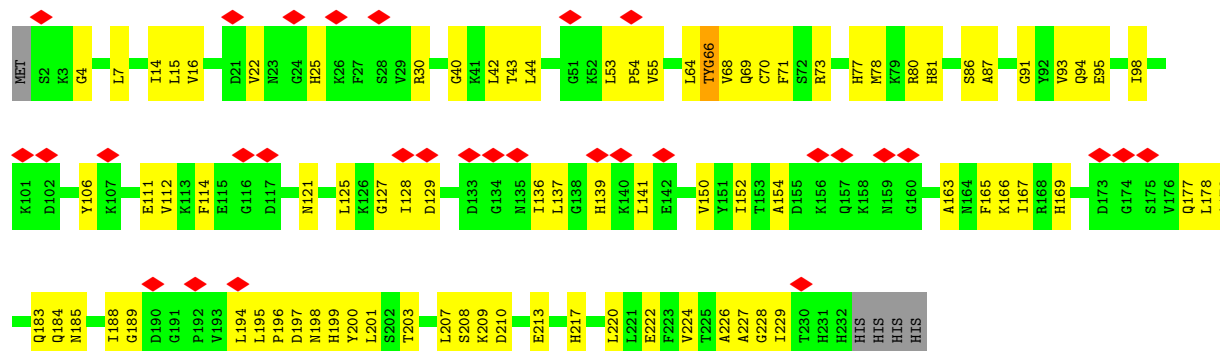 MET S2 K3 G4 L7 I14 L15 V16 D21 V22 N23 G24 H25 K26 F27 S28 V29 R30 G40 K41 L42 T43 L44 G51 K52 L53 P54 V55 L64 TYG66 V68 Q69 C70 F71 S72 R73 H77 M78 K79 R80 H81 S86 A87 G91 Y92 V93 Q94 E95 I98
K101 D102 Y106 K107 E111 V112 K113 F114 E115 G116 D117 N121 L125 K126 G127 I128 D129 D133 G134 N135 I136 L137 G138 H139 K140 L141 E142 V150 Y151 I152 T153 A154 D155 K156 Q157 K158 N159 G160 A163 N164 F165 K166 I167 R168 H169 D173 G174 S175 V176 Q177 L178
Q183 Q184 N185 I188 G189 D190 G191 P192 V193 L194 L195 P196 D197 N198 H199 Y200 L201 S202 T203 L207 S208 K209 D210 E213 H217 L220 L221 E222 F223 V224 T225 A226 A227 G228 I229 T230 H231 H232 HIS HIS HIS HIS